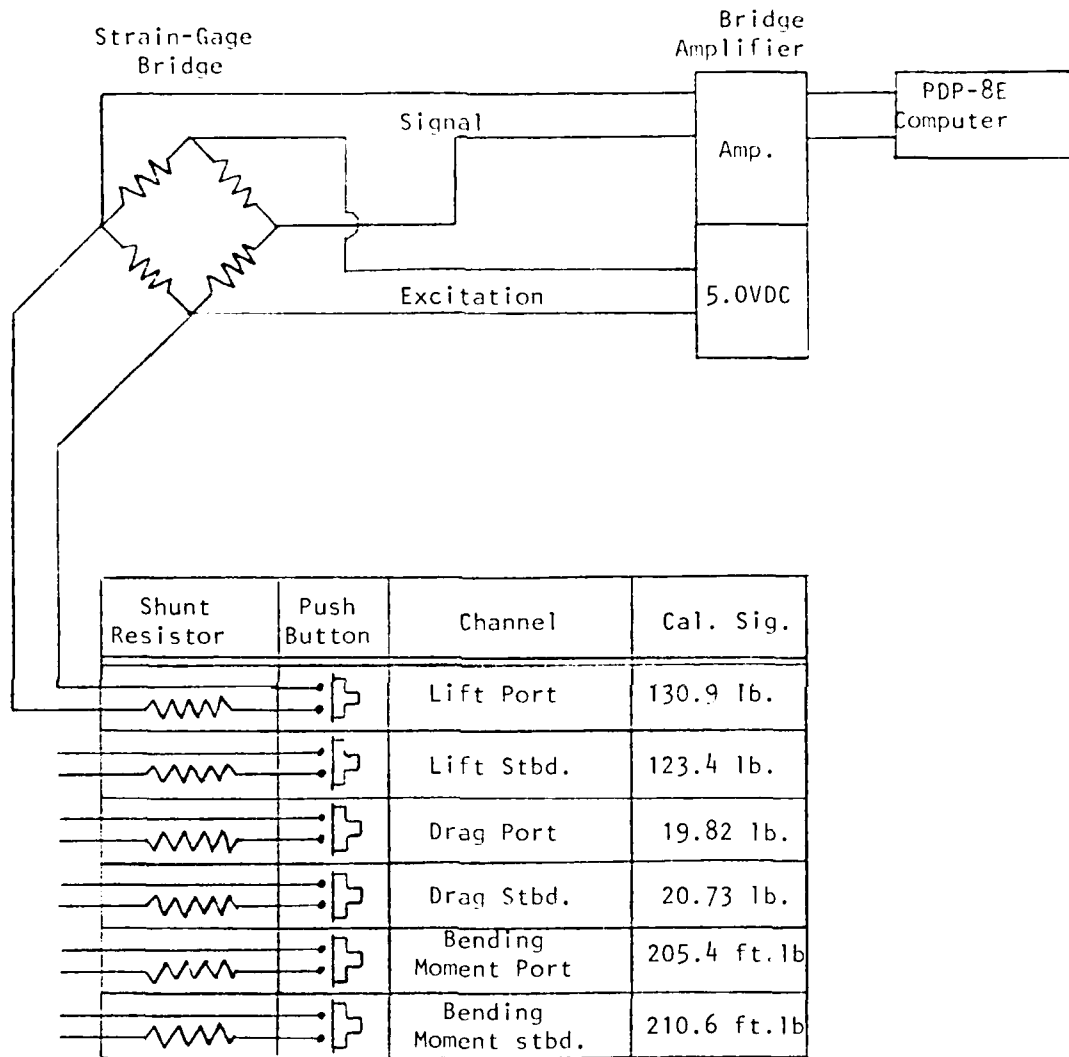 Strain-Gage
Bridge
Bridge
Amplifier
Signal
Amp.
PDP-8E
Computer
Excitation
5.0VDC
Shunt
Resistor
Push
Button
Channel
Cal. Sig.
Lift Port
130.9 lb.
Lift Stbd.
123.4 lb.
Drag Port
19.82 lb.
Drag Stbd.
20.73 lb.
Bending
Moment Port
205.4 ft.lb
Bending
Moment stbd.
210.6 ft.lb